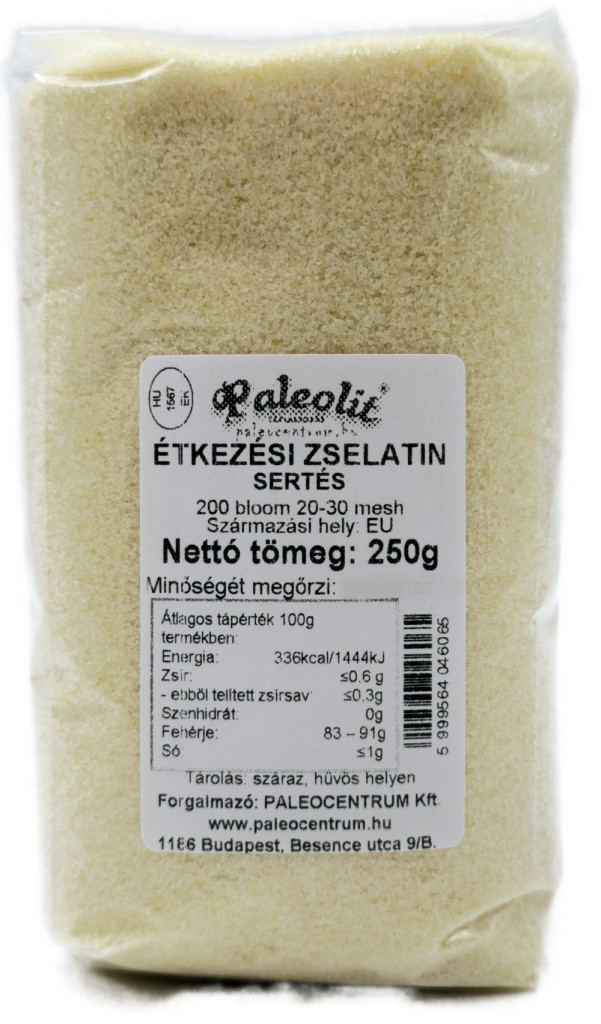 HU
1567
EK
Paleolit®
paleocentrum.hu
ÉTKEZÉSI ZSELATIN
SERTÉS
200 bloom 20-30 mesh
Származási hely: EU
Nettó tömeg: 250g
Minőségét megőrzi:
Átlagos tápérték 100g
termékben:
Energia: 336kcal/1444kJ
Zsír: ≤0,6 g
- ebből telített zsírsav: ≤0,3g
Szénhidrát: 0g
Fehérje: 83 – 91g
Só: ≤1g
5 999564 046065
Tárolás: száraz, hűvös helyen
Forgalmazó: PALEOCENTRUM Kft.
www.paleocentrum.hu
1186 Budapest, Besence utca 9/B.